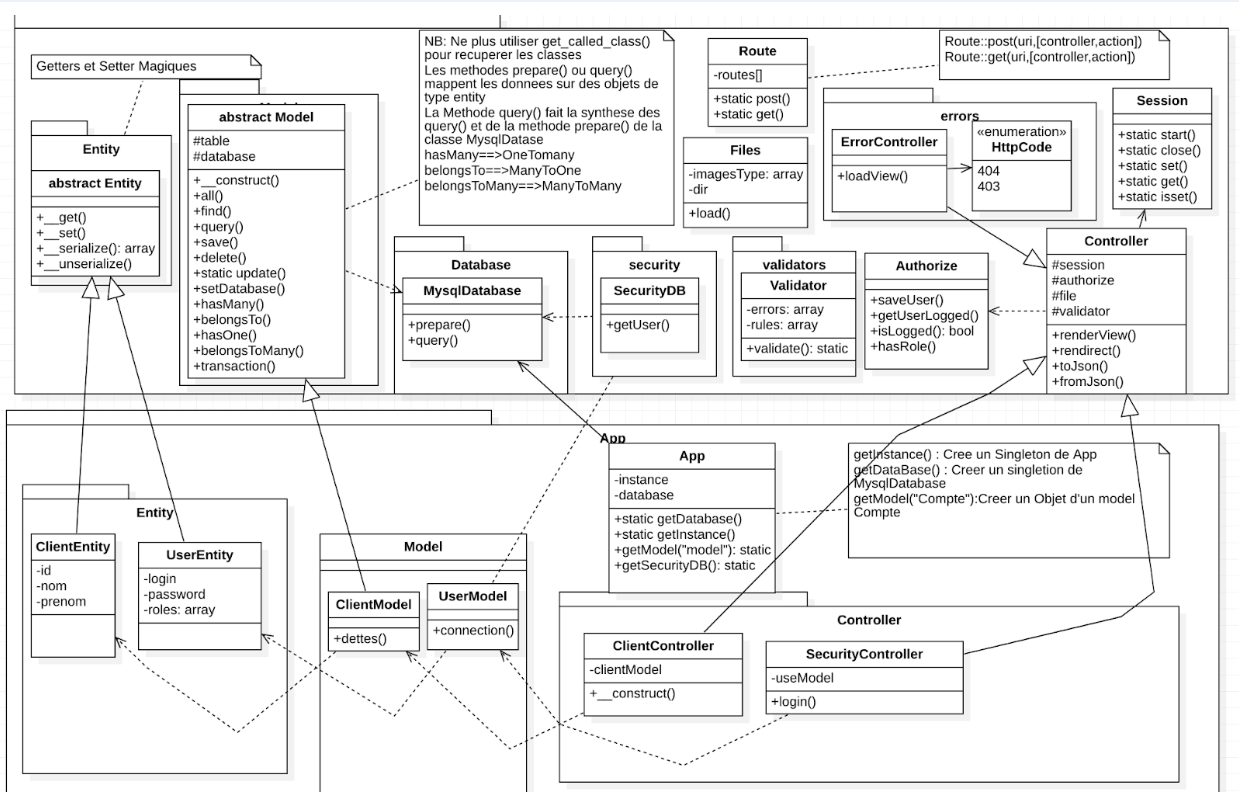 Getters et Setter Magiques
Entity
abstract Entity
+__get()
+__set()
+__serialize(): array
+__unserialize()
abstract Model
#table
#database
+__construct()
+all()
+find()
+query()
+save()
+delete()
+static update()
+setDatabase()
+hasMany()
+belongsTo()
+hasOne()
+belongsToMany()
+transaction()
NB: Ne plus utiliser get_called_class()
pour recuperer les classes
Les methodes prepare() ou query()
mappent les donnees sur des objets de
type entity
La Methode query() fait la synthese des
query() et de la methode prepare() de la
classe MysqlDatase
hasMany==>OneTomany
belongsTo==>ManyToOne
belongsToMany==>ManyToMany
Route
-routes[]
+static post()
+static get()
Route::post(uri,[controller,action])
Route::get(uri,[controller,action])
Files
-imagesType: array
-dir
+load()
errors
ErrorController
+loadView()
«enumeration»
HttpCode
404
403
Session
+static start()
+static close()
+static set()
+static get()
+static isset()
Database
MysqlDatabase
+prepare()
+query()
security
SecurityDB
+getUser()
validators
Validator
-errors: array
-rules: array
+validate(): static
Authorize
+saveUser()
+getUserLogged()
+isLogged(): bool
+hasRole()
Controller
#session
#authorize
#file
#validator
+renderView()
+rendirect()
+toJson()
+fromJson()
App
App
-instance
-database
+static getDatabase()
+static getInstance()
+getModel("model"): static
+getSecurityDB(): static
getInstance() : Cree un Singleton de App
getDataBase() : Creer un singletion de
MysqlDatabase
getModel("Compte"):Creer un Objet d'un model
Compte
Entity
ClientEntity
-id
-nom
-prenom
UserEntity
-login
-password
-roles: array
Model
ClientModel
+dettes()
UserModel
+connection()
Controller
ClientController
-clientModel
+__construct()
SecurityController
-useModel
+login()